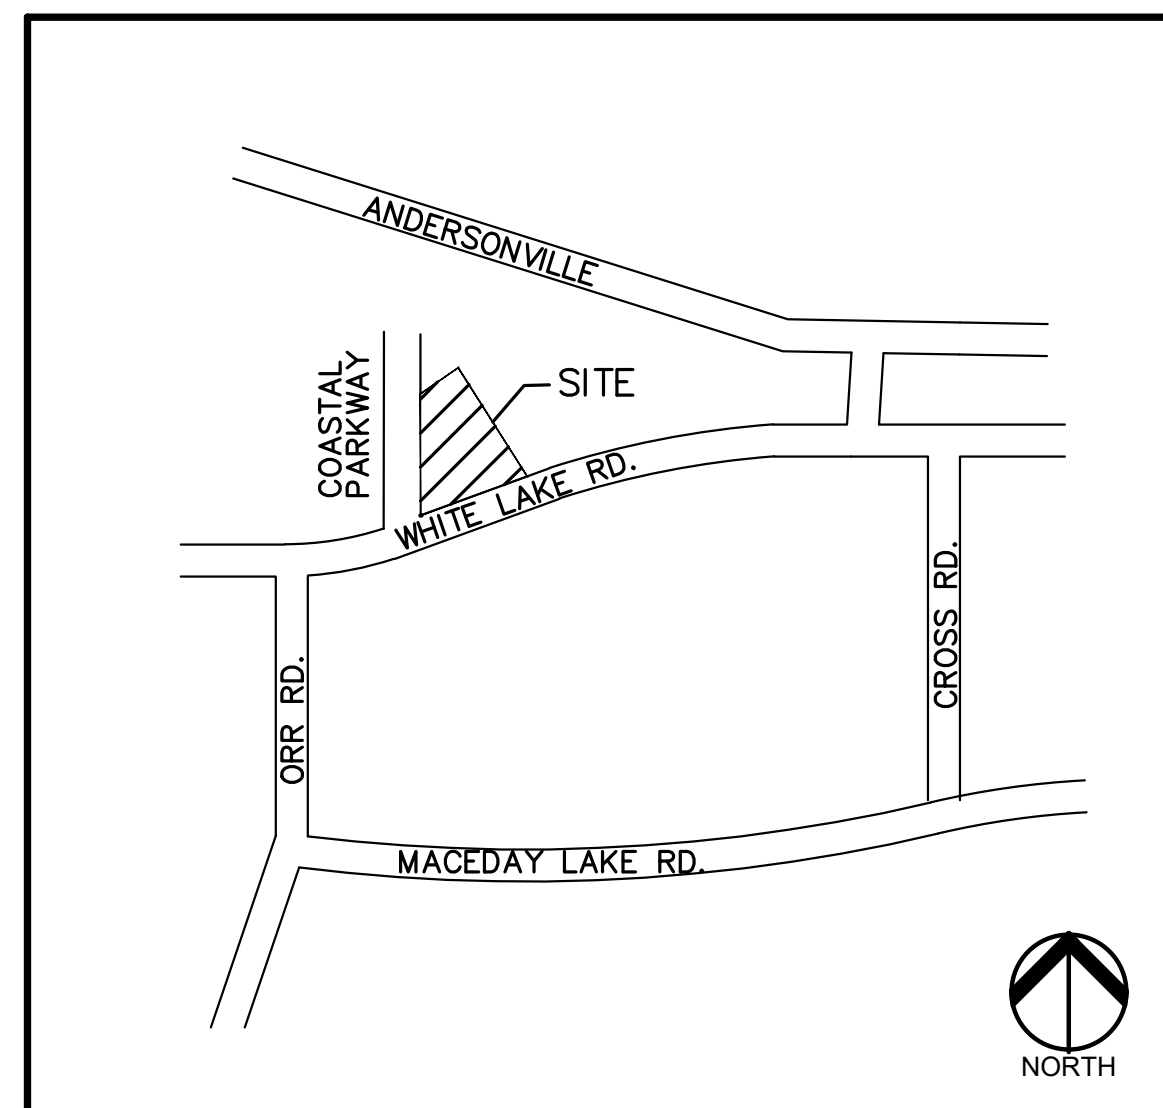 ANDERSONVILLE
COASTAL
PARKWAY
SITE
WHITE LAKE RD.
CROSS RD.
ORR RD.
MACEDAY LAKE RD.
NORTH